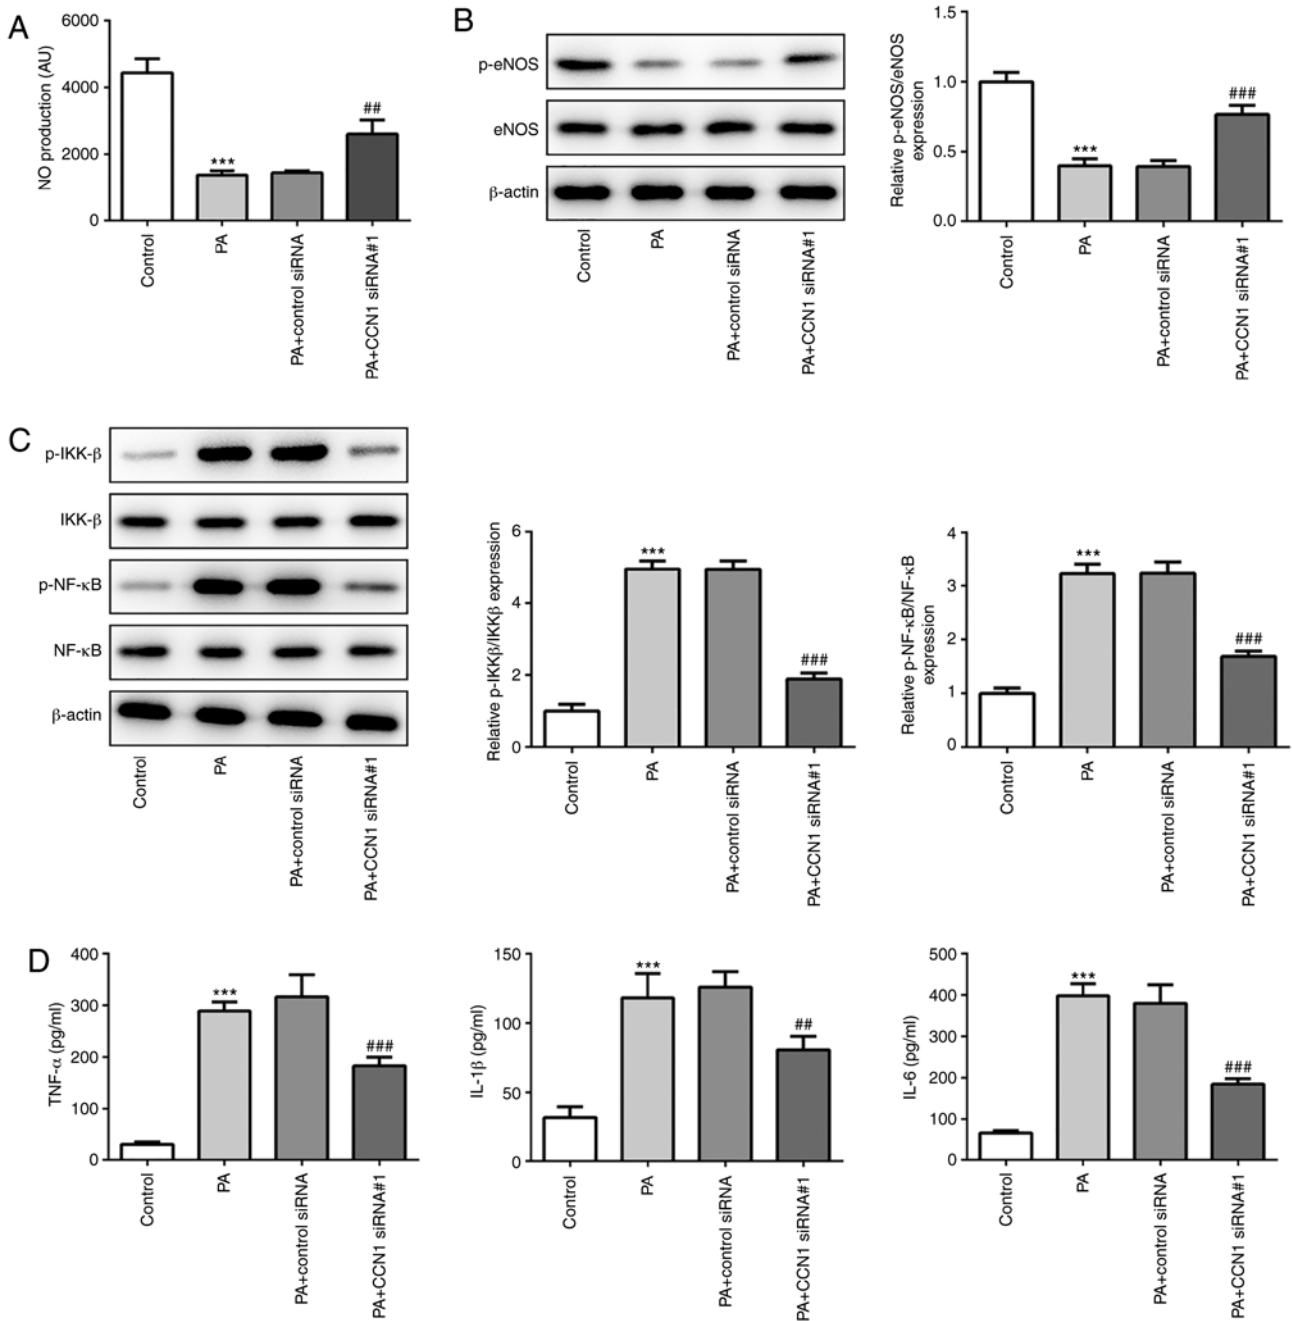 A
NO production (AU)
6000
4000
2000
0
***
##
Control
PA
PA+control siRNA
PA+CCN1 siRNA#1
B
p-eNOS
eNOS
β-actin
Control
PA
PA+control siRNA
PA+CCN1 siRNA#1
Relative p-eNOS/eNOS
expression
1.5
1.0
0.5
0.0
***
###
Control
PA
PA+control siRNA
PA+CCN1 siRNA#1
C
p-IKK-β
IKK-β
p-NF-κB
NF-κB
β-actin
Control
PA
PA+control siRNA
PA+CCN1 siRNA#1
Relative p-IKKβ/IKKβ expression
6
4
2
0
***
###
Control
PA
PA+control siRNA
PA+CCN1 siRNA#1
Relative p-NF-κB/NF-κB
expression
4
3
2
1
0
***
###
Control
PA
PA+control siRNA
PA+CCN1 siRNA#1
D
TNF-α (pg/ml)
400
300
200
100
0
***
###
Control
PA
PA+control siRNA
PA+CCN1 siRNA#1
IL-1β (pg/ml)
150
100
50
0
***
##
Control
PA
PA+control siRNA
PA+CCN1 siRNA#1
IL-6 (pg/ml)
500
400
300
200
100
0
***
###
Control
PA
PA+control siRNA
PA+CCN1 siRNA#1